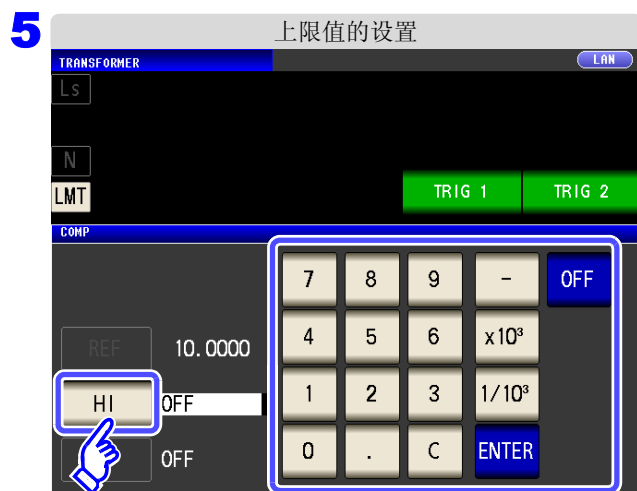 5
上限值的设置
TRANSFORMER
LAN
Ls
N
LMT
TRIG 1
TRIG 2
COMP
7 8 9 - OFF
4 5 6 x10³
REF 10.0000
1 2 3 1/10³
HI OFF
0 . C ENTER
OFF